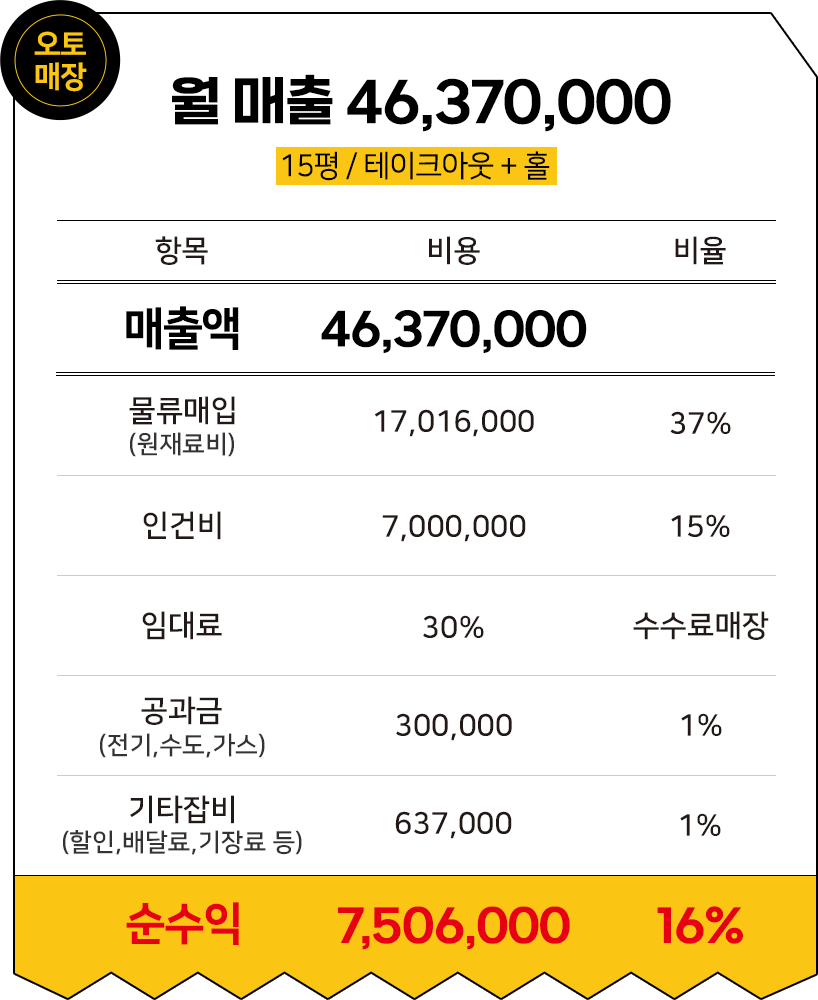 오토
매장
월 매출 46,370,000
15평 / 테이크아웃 + 홀
항목 비용 비율
매출액 46,370,000
물류매입 17,016,000 37%
(원재료비)
인건비 7,000,000 15%
임대료 30% 수수료매장
공과금 300,000 1%
(전기,수도,가스)
기타잡비 637,000 1%
(할인,배달료,기장료 등)
순수익 7,506,000 16%